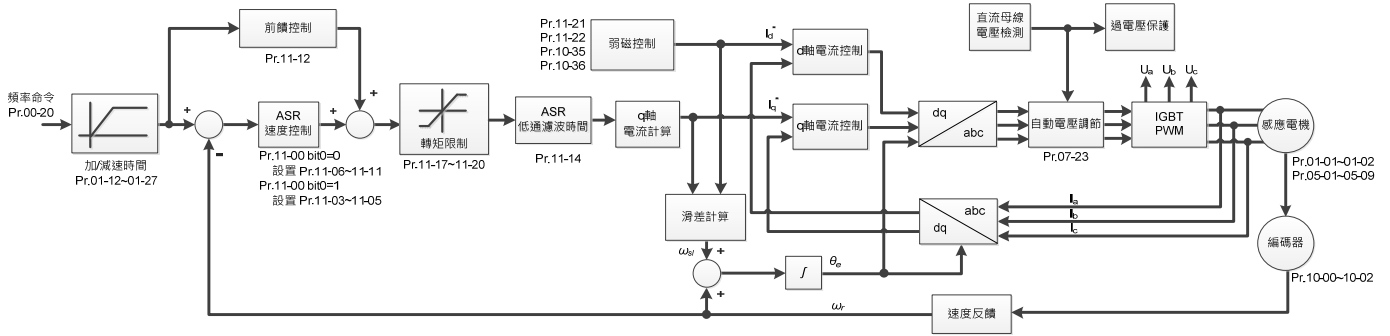 頻率命令
Pr.00-20
加/減速時間
Pr.01-12~01-27
前饋控制
Pr.11-12
+
+
-
ASR
速度控制
Pr.11-00 bit0=0
設置 Pr.11-06~11-11
Pr.11-00 bit0=1
設置 Pr.11-03~11-05
+
轉矩限制
Pr.11-17~11-20
ASR
低通濾波時間
Pr.11-14
q軸
電流計算
Pr.11-21
Pr.11-22
Pr.10-35
Pr.10-36
弱磁控制
Id*
d軸電流控制
Iq*
q軸電流控制
dq
abc
直流母線
電壓檢測
過電壓保護
自動電壓調節
Pr.07-23
Ua
Ub
Uc
IGBT
PWM
感應電機
Pr.01-01~01-02
Pr.05-01~05-09
編碼器
Pr.10-00~10-02
Ia
Ib
Ic
abc
dq
滑差計算
ωsl
+
+
∫
θe
ωr
速度反饋